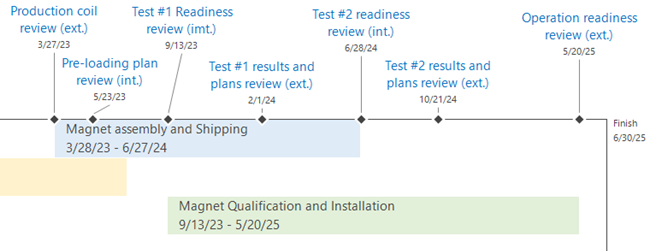 Production coil
review (ext.)
3/27/23
Pre-loading plan
review (int.)
5/23/23
Test #1 Readiness
review (imt.)
9/13/23
Test #1 results and
plans review (ext.)
2/1/24
Test #2 readiness
review (int.)
6/28/24
Test #2 results and
plans review (ext.)
10/21/24
Operation readiness
review (ext.)
5/20/25
Finish
6/30/25
Magnet assembly and Shipping
3/28/23 - 6/27/24
Magnet Qualification and Installation
9/13/23 - 5/20/25